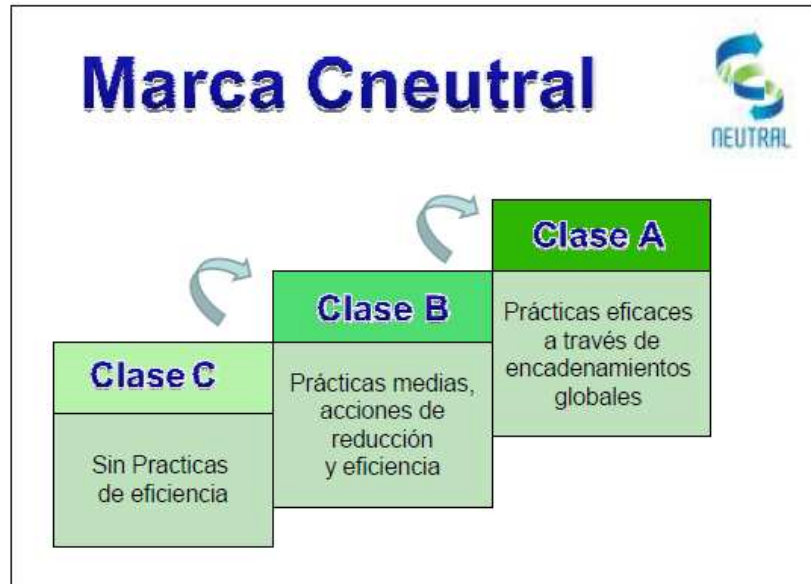 Marca Cneutral
NEUTRAL
Clase A
Prácticas eficaces
a través de
encadenamientos
globales
Clase B
Prácticas medias,
acciones de
reducción
y eficiencia
Clase C
Sin Practicas
de eficiencia